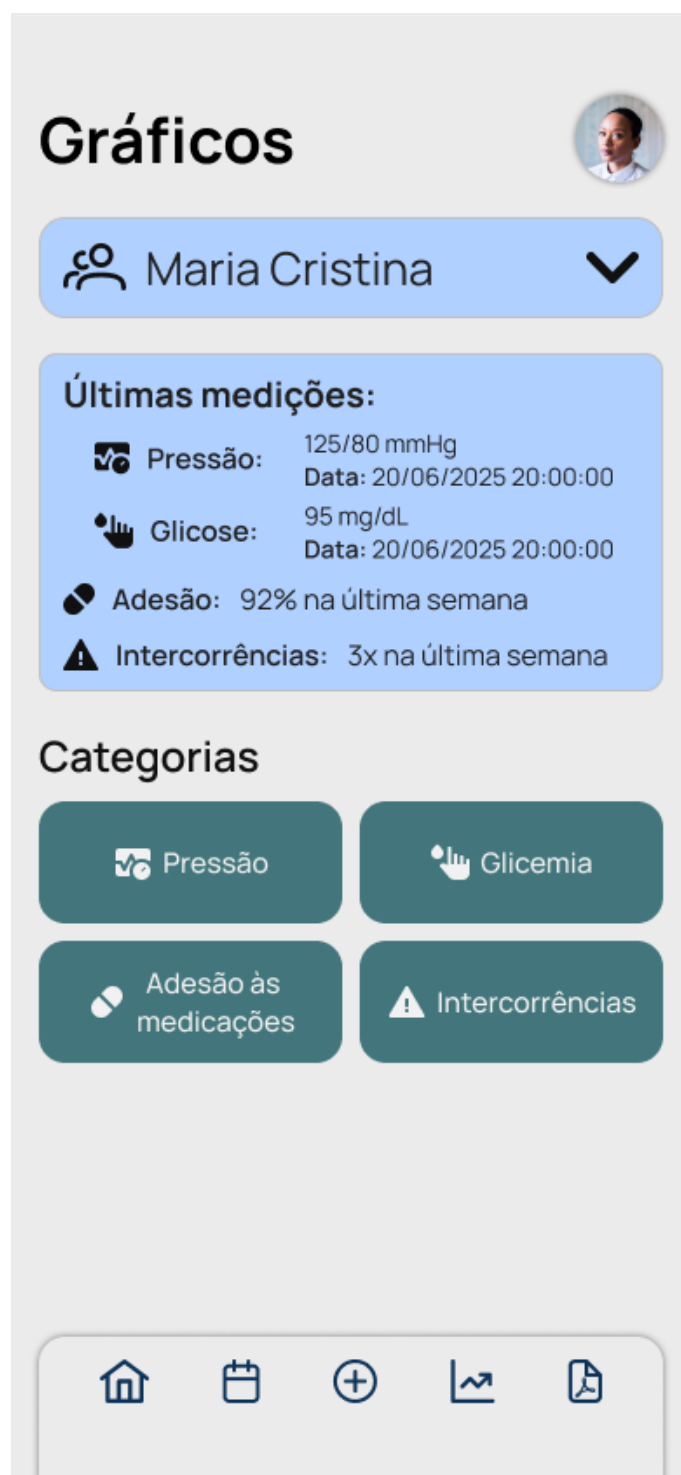 Gráficos
Maria Cristina
Últimas medições:
Pressão: 125/80 mmHg
Data: 20/06/2025 20:00:00
Glicose: 95 mg/dL
Data: 20/06/2025 20:00:00
Adesão: 92% na última semana
Intercorrências: 3x na última semana
Categorias
Pressão
Glicemia
Adesão às
medicações
Intercorrências